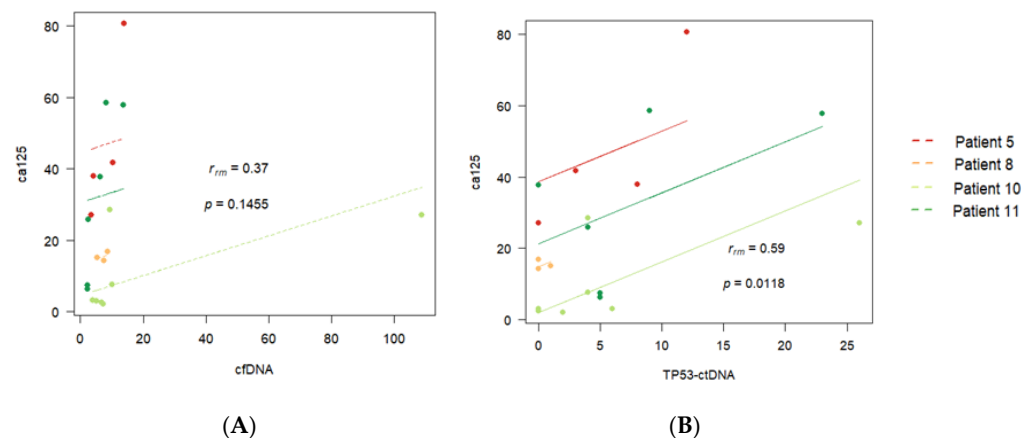 80
60
40
20
0
ca125
r_rm = 0.37
p = 0.1455
0 20 40 60 80 100
cfDNA
(A)
80
60
40
20
0
ca125
r_rm = 0.59
p = 0.0118
0 5 10 15 20 25
TP53-ctDNA
(B)
Patient 5
Patient 8
Patient 10
Patient 11